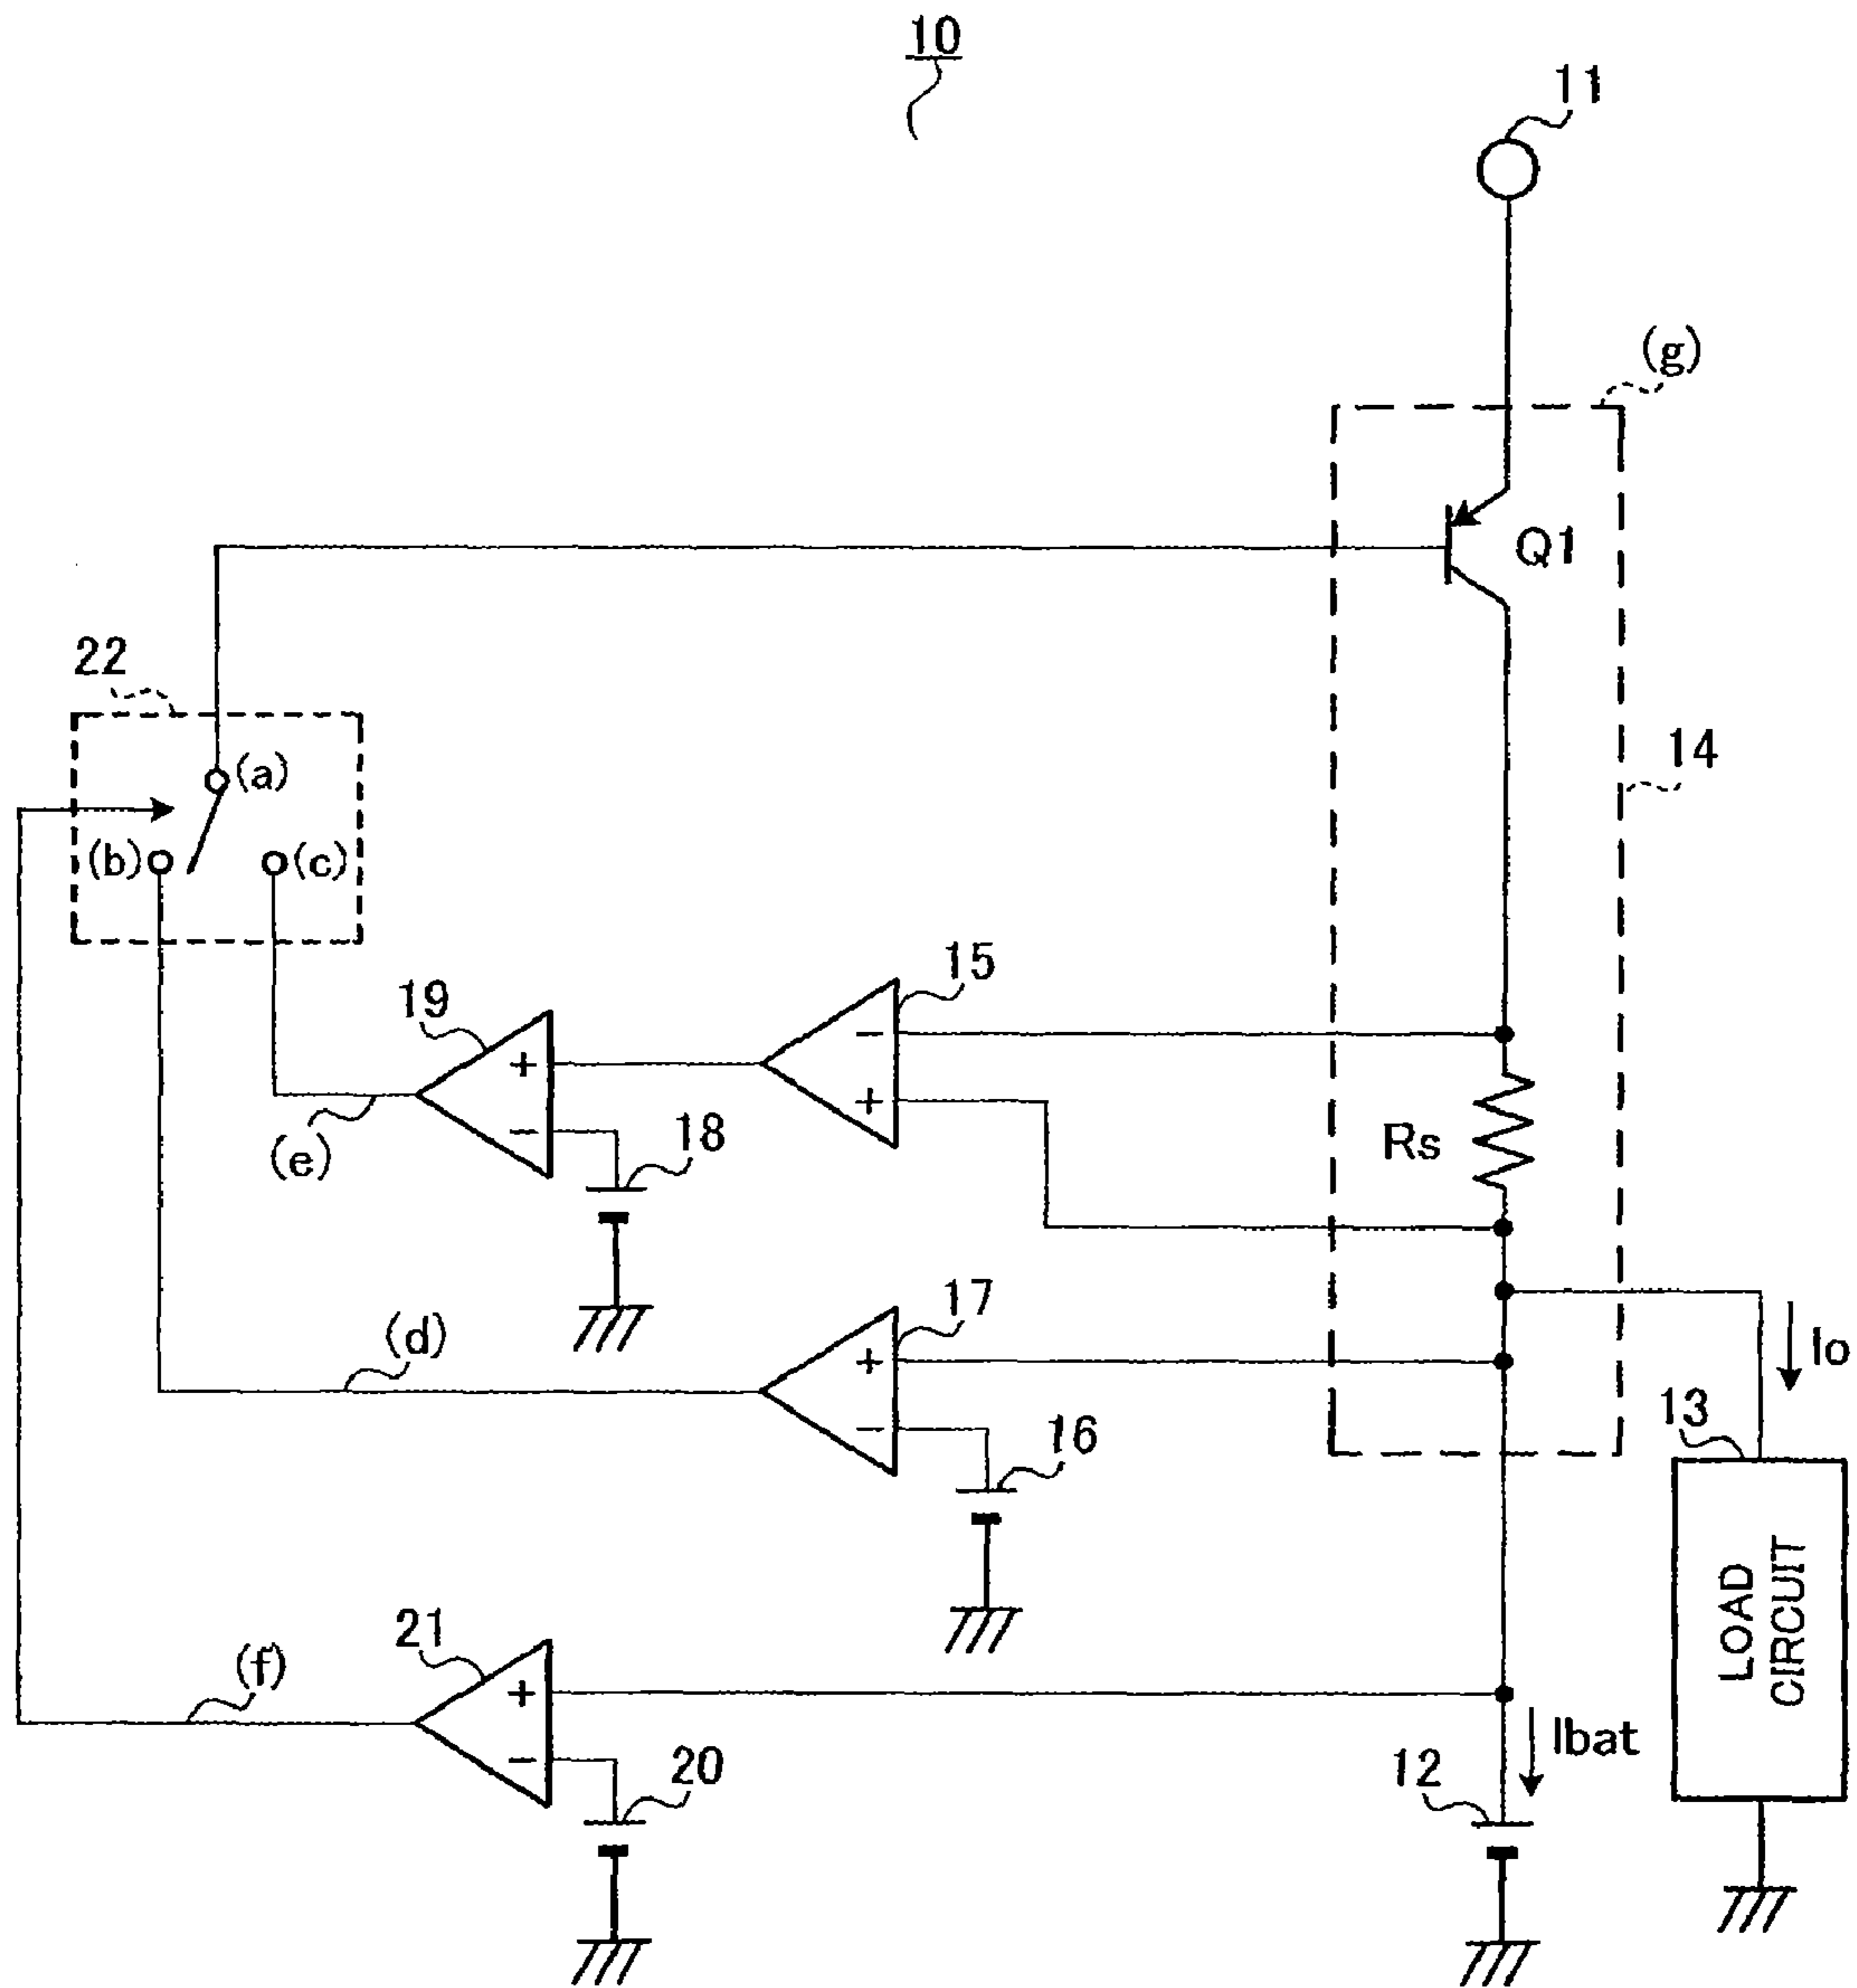 10
11
(g)
Q1
22
14
(a)
(b)
(c)
15
19
−
+
+
−
18
(e)
Rs
17
(d)
+
−
16
Io
13
LOAD
CIRCUIT
21
(f)
+
−
20
Ibat
12